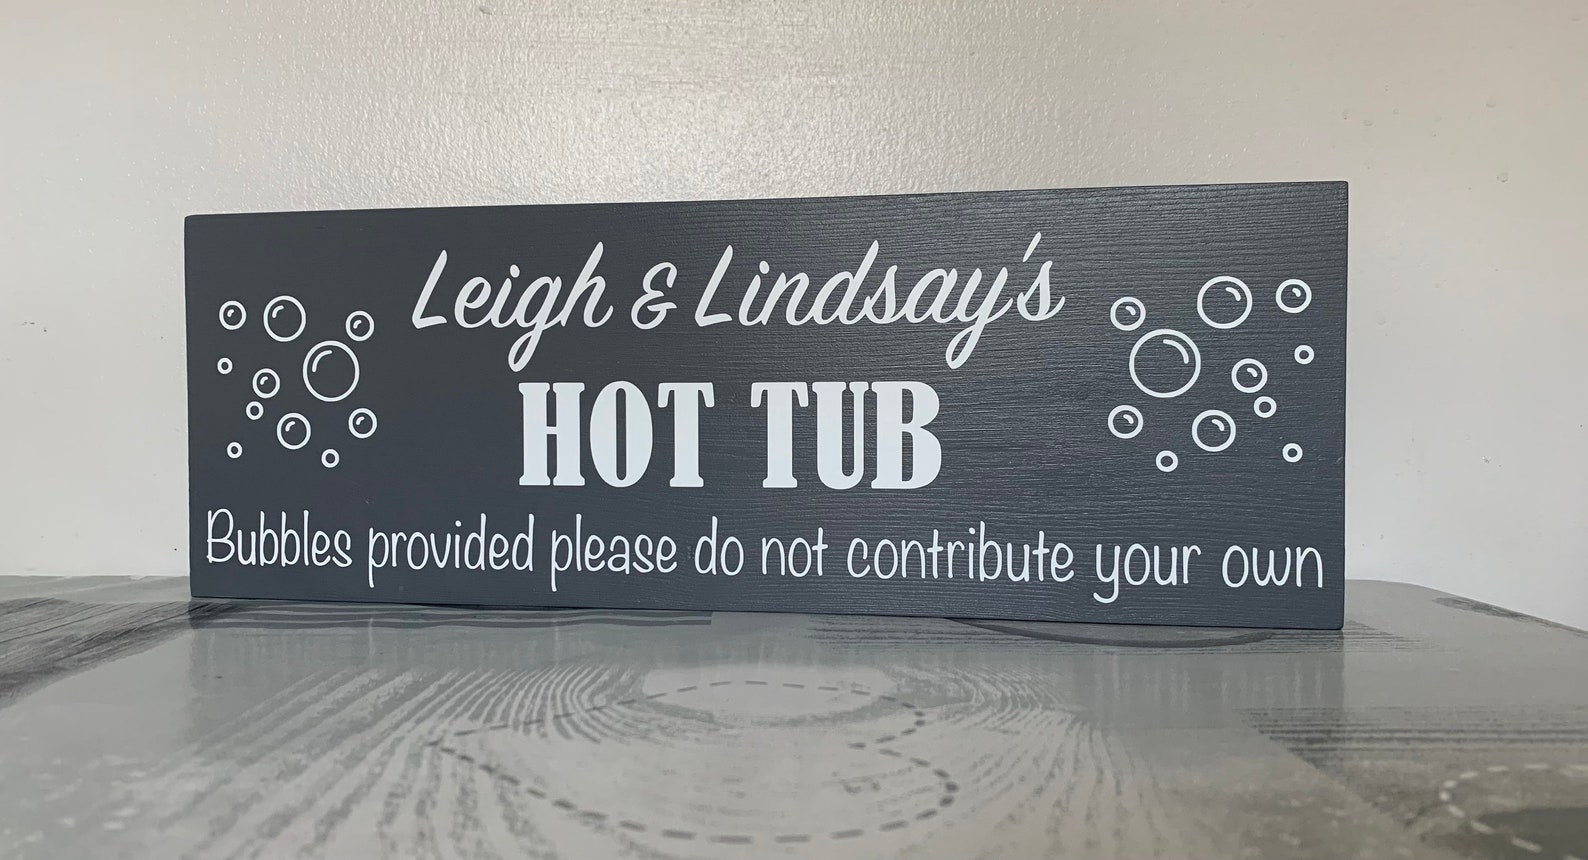 Leigh & Lindsay's
HOT TUB
Bubbles provided please do not contribute your own